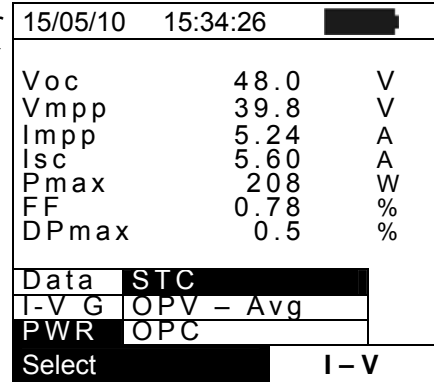 15/05/10 15:34:26
Voc 48.0 V
Vmpp 39.8 V
Impp 5.24 A
Isc 5.60 A
Pmax 208 W
FF 0.78 %
DPmax 0.5 %
Data STC
I-V G OPV – Avg
PWR OPC
Select I – V